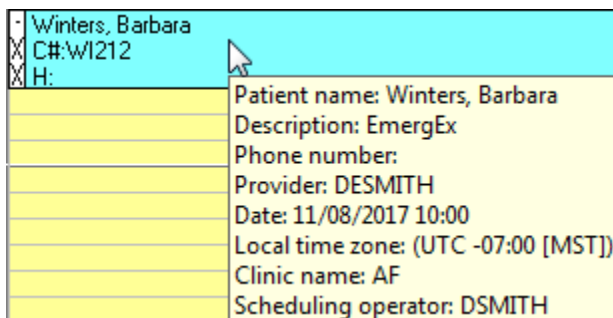 - Winters, Barbara
X C#:WI212
X H:
Patient name: Winters, Barbara
Description: EmergEx
Phone number:
Provider: DESMITH
Date: 11/08/2017 10:00
Local time zone: (UTC -07:00 [MST])
Clinic name: AF
Scheduling operator: DSMITH